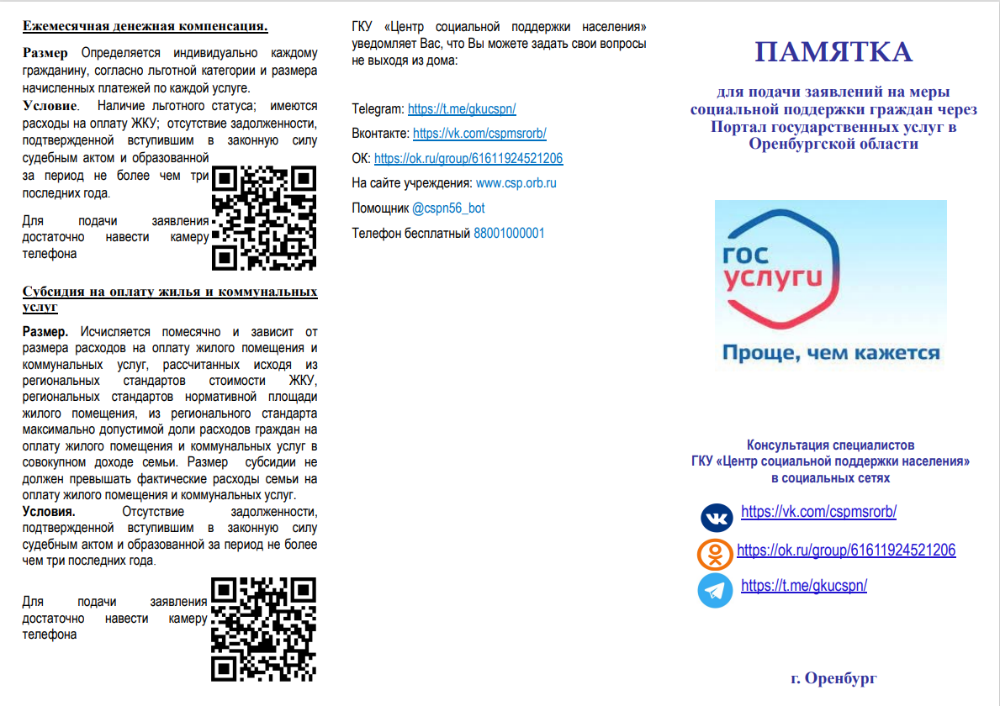 Ежемесячная денежная компенсация.
Размер Определяется индивидуально каждому
гражданину, согласно льготной категории и размера
начисленных платежей по каждой услуге.
Условие. Наличие льготного статуса; имеются
расходы на оплату ЖКУ; отсутствие задолженности,
подтвержденной вступившим в законную силу
судебным актом и образованной
за период не более чем три
последних года.
Для подачи заявления
достаточно навести камеру
телефона
Субсидия на оплату жилья и коммунальных
услуг
Размер. Исчисляется помесячно и зависит от
размера расходов на оплату жилого помещения и
коммунальных услуг, рассчитанных исходя из
региональных стандартов стоимости ЖКУ,
региональных стандартов нормативной площади
жилого помещения, из регионального стандарта
максимально допустимой доли расходов граждан на
оплату жилого помещения и коммунальных услуг в
совокупном доходе семьи. Размер субсидии не
должен превышать фактические расходы семьи на
оплату жилого помещения и коммунальных услуг.
Условия. Отсутствие задолженности,
подтвержденной вступившим в законную силу
судебным актом и образованной за период не более
чем три последних года.
Для подачи заявления
достаточно навести камеру
телефона
ГКУ «Центр социальной поддержки населения»
уведомляет Вас, что Вы можете задать свои вопросы
не выходя из дома:
Telegram: https://t.me/gkucspn/
Вконтакте: https://vk.com/cspmsrorb/
ОК: https://ok.ru/group/61611924521206
На сайте учреждения: www.csp.orb.ru
Помощник @cspn56_bot
Телефон бесплатный 88001000001
ПАМЯТКА
для подачи заявлений на меры
социальной поддержки граждан через
Портал государственных услуг в
Оренбургской области
гос
услуги
Проще, чем кажется
Консультация специалистов
ГКУ «Центр социальной поддержки населения»
в социальных сетях
https://vk.com/cspmsrorb/
https://ok.ru/group/61611924521206
https://t.me/gkucspn/
г. Оренбург